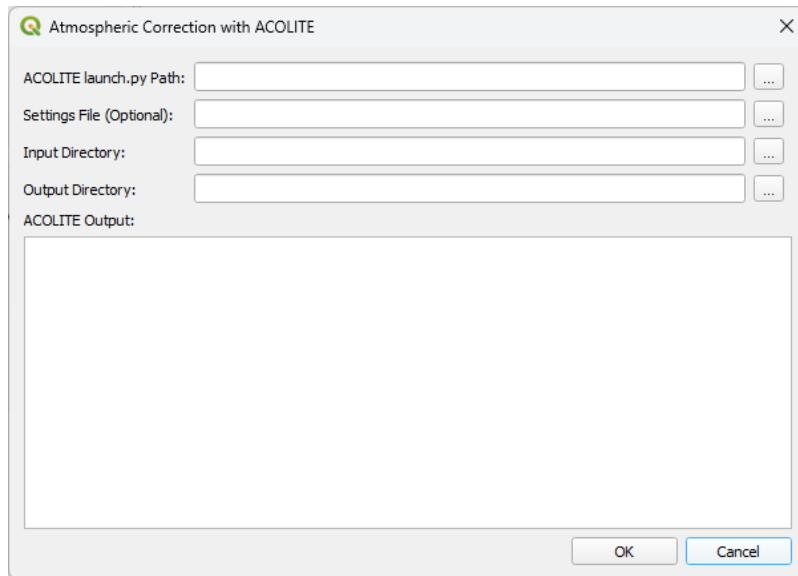 Atmospheric Correction with ACOLITE
ACOLITE launch.py Path:
...
Settings File (Optional):
...
Input Directory:
...
Output Directory:
...
ACOLITE Output:
OK
Cancel